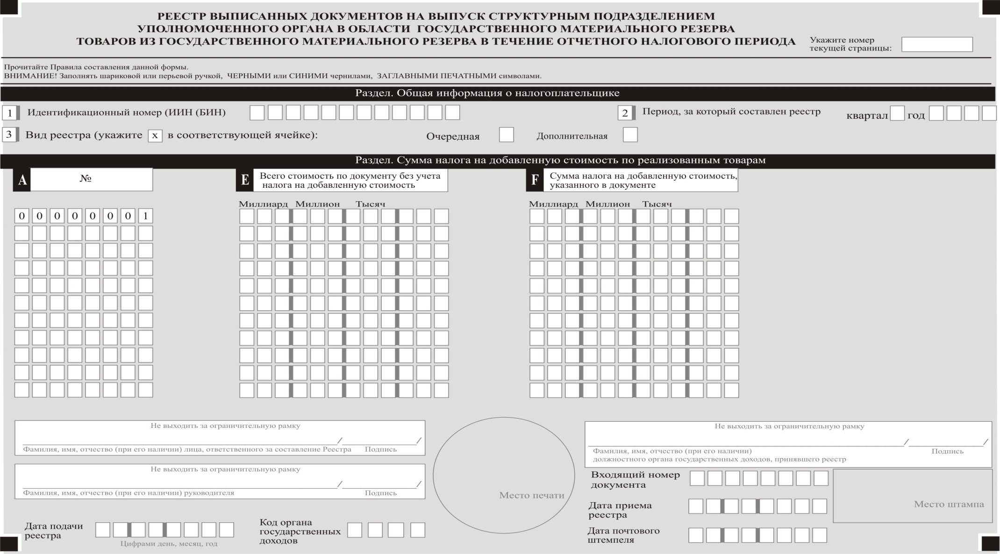 РЕЕСТР ВЫПИСАННЫХ ДОКУМЕНТОВ НА ВЫПУСК СТРУКТУРНЫМ ПОДРАЗДЕЛЕНИЕМ
УПОЛНОМОЧЕННОГО ОРГАНА В ОБЛАСТИ ГОСУДАРСТВЕННОГО МАТЕРИАЛЬНОГО РЕЗЕРВА
ТОВАРОВ ИЗ ГОСУДАРСТВЕННОГО МАТЕРИАЛЬНОГО РЕЗЕРВА В ТЕЧЕНИЕ ОТЧЕТНОГО НАЛОГОВОГО ПЕРИОДА
Укажите номер
текущей страницы:
Прочитайте Правила составления данной формы.
ВНИМАНИЕ! Заполнять шариковой или перьевой ручкой, ЧЕРНЫМИ или СИНИМИ чернилами, ЗАГЛАВНЫМИ ПЕЧАТНЫМИ символами.
Раздел. Общая информация о налогоплательщике
1 Идентификационный номер (ИИН (БИН)
2 Период, за который составлен реестр квартал год
3 Вид реестра (укажите x в соответствующей ячейке): Очередная Дополнительная
Раздел. Сумма налога на добавленную стоимость по реализованным товарам
A №
E Всего стоимость по документу без учета
налога на добавленную стоимость
F Сумма налога на добавленную стоимость,
указанного в документе
Миллиард Миллион Тысяч
Миллиард Миллион Тысяч
0 0 0 0 0 0 0 1
Не выходить за ограничительную рамку
/ /
Фамилия, имя, отчество (при его наличии) лица, ответственного за составление Реестра Подпись
Не выходить за ограничительную рамку
/ /
Фамилия, имя, отчество (при его наличии) руководителя Подпись
Дата подачи
реестра
Цифрами день, месяц, год
Код органа
государственных
доходов
Место печати
Не выходить за ограничительную рамку
/ /
Фамилия, имя, отчество (при его наличии) Подпись
должностного органа государственных доходов, принявшего реестр
Входящий номер
документа
Дата приема
реестра
Дата почтового
штемпеля
Место штампа